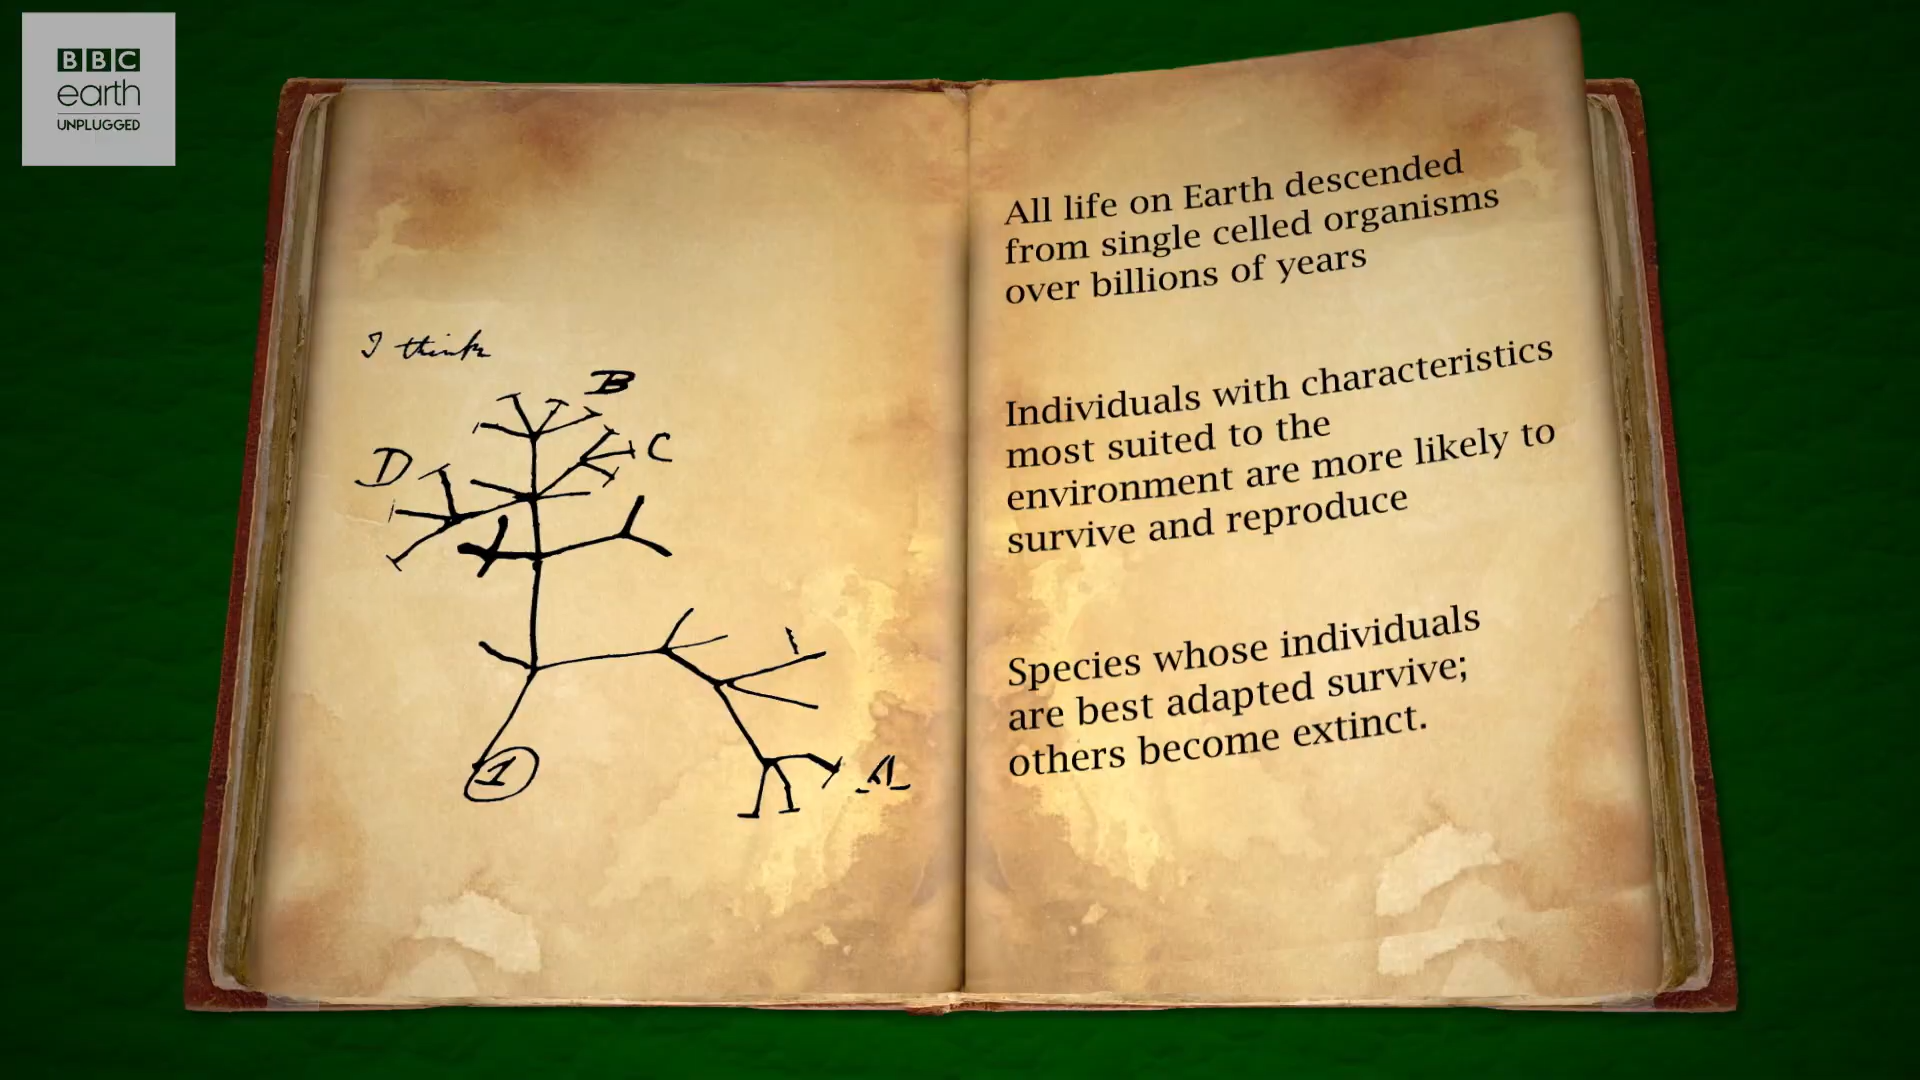 BBC
earth
UNPLUGGED
I think
B
C
D
1
A
All life on Earth descended
from single celled organisms
over billions of years
Individuals with characteristics
most suited to the
environment are more likely to
survive and reproduce
Species whose individuals
are best adapted survive;
others become extinct.